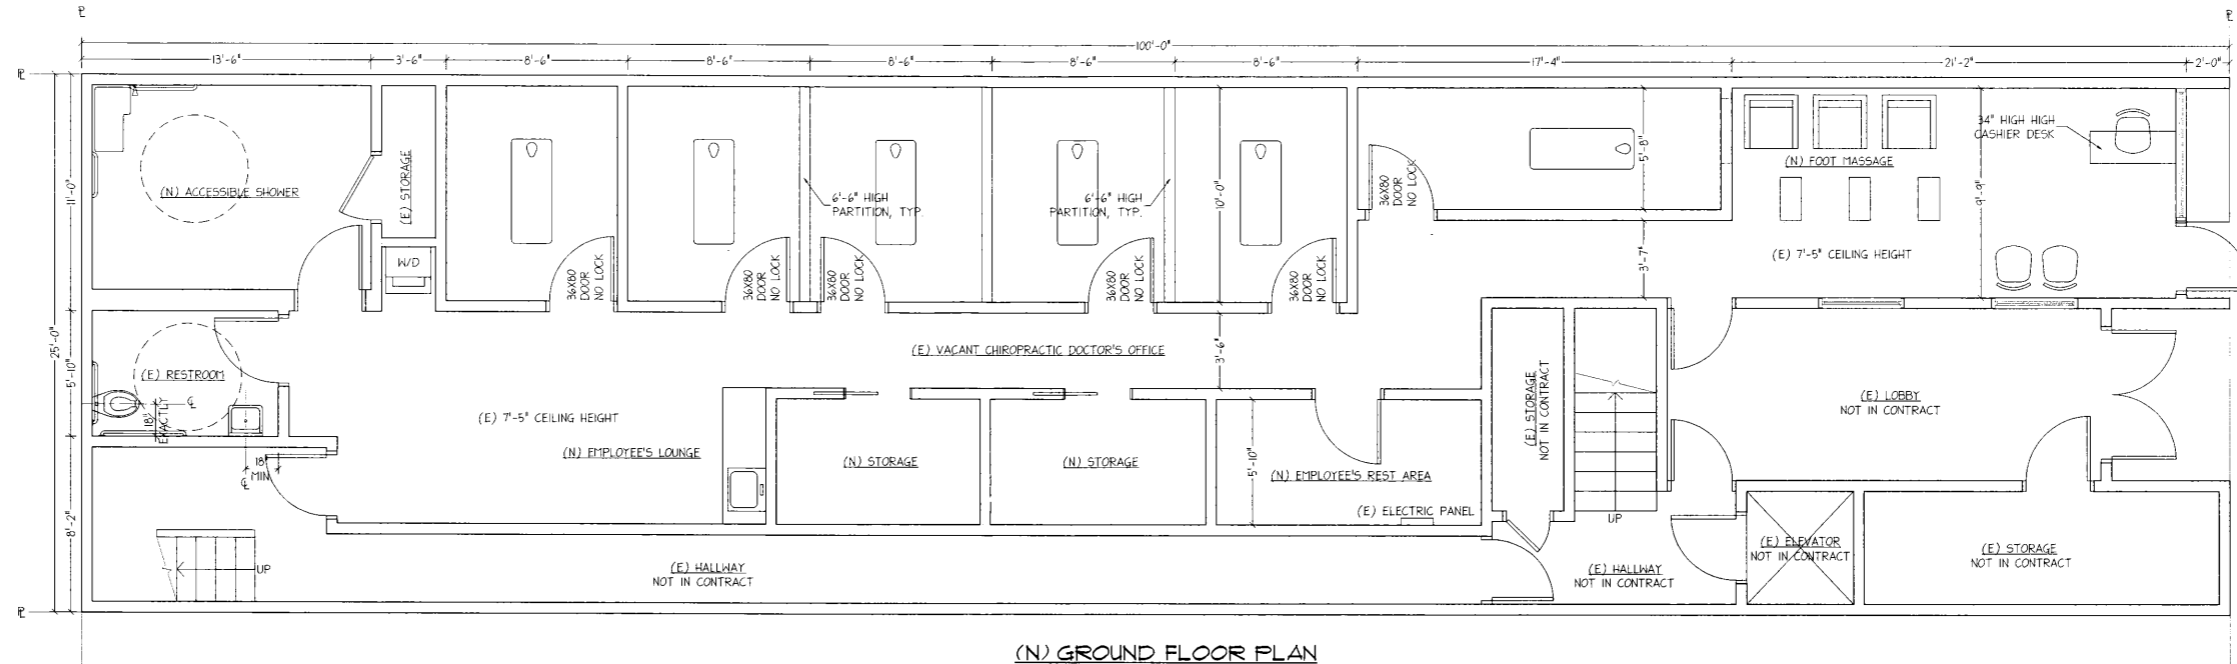 PL
PL
100'-0"
13'-6"
3'-6"
8'-6"
8'-6"
8'-6"
8'-6"
8'-6"
17'-4"
21'-2"
2'-0"
PL
34" HIGH HIGH
CASHIER DESK
(N) FOOT MASSAGE
(N) ACCESSIBLE SHOWER
(E) STORAGE
11'-0"
6'-6" HIGH
PARTITION, TYP.
6'-6" HIGH
PARTITION, TYP.
10'-0"
36X80
DOOR
NO LOCK
5'-8"
9'-9"
W/D
36X80
DOOR
NO LOCK
36X80
DOOR
NO LOCK
36X80
DOOR
NO LOCK
36X80
DOOR
NO LOCK
36X80
DOOR
NO LOCK
3'-7"
(E) 7'-5" CEILING HEIGHT
25'-0"
5'-10"
(E) RESTROOM
(E) VACANT CHIROPRACTIC DOCTOR'S OFFICE
3'-6"
CL
18"
EXACTLY
(E) 7'-5" CEILING HEIGHT
(E) STORAGE
NOT IN CONTRACT
(E) LOBBY
NOT IN CONTRACT
(N) EMPLOYEE'S LOUNGE
(N) STORAGE
(N) STORAGE
5'-10"
(N) EMPLOYEE'S REST AREA
18"
MIN
CL
8'-2"
(E) ELECTRIC PANEL
UP
UP
(E) HALLWAY
NOT IN CONTRACT
(E) HALLWAY
NOT IN CONTRACT
(E) ELEVATOR
NOT IN CONTRACT
(E) STORAGE
NOT IN CONTRACT
PL
(N) GROUND FLOOR PLAN